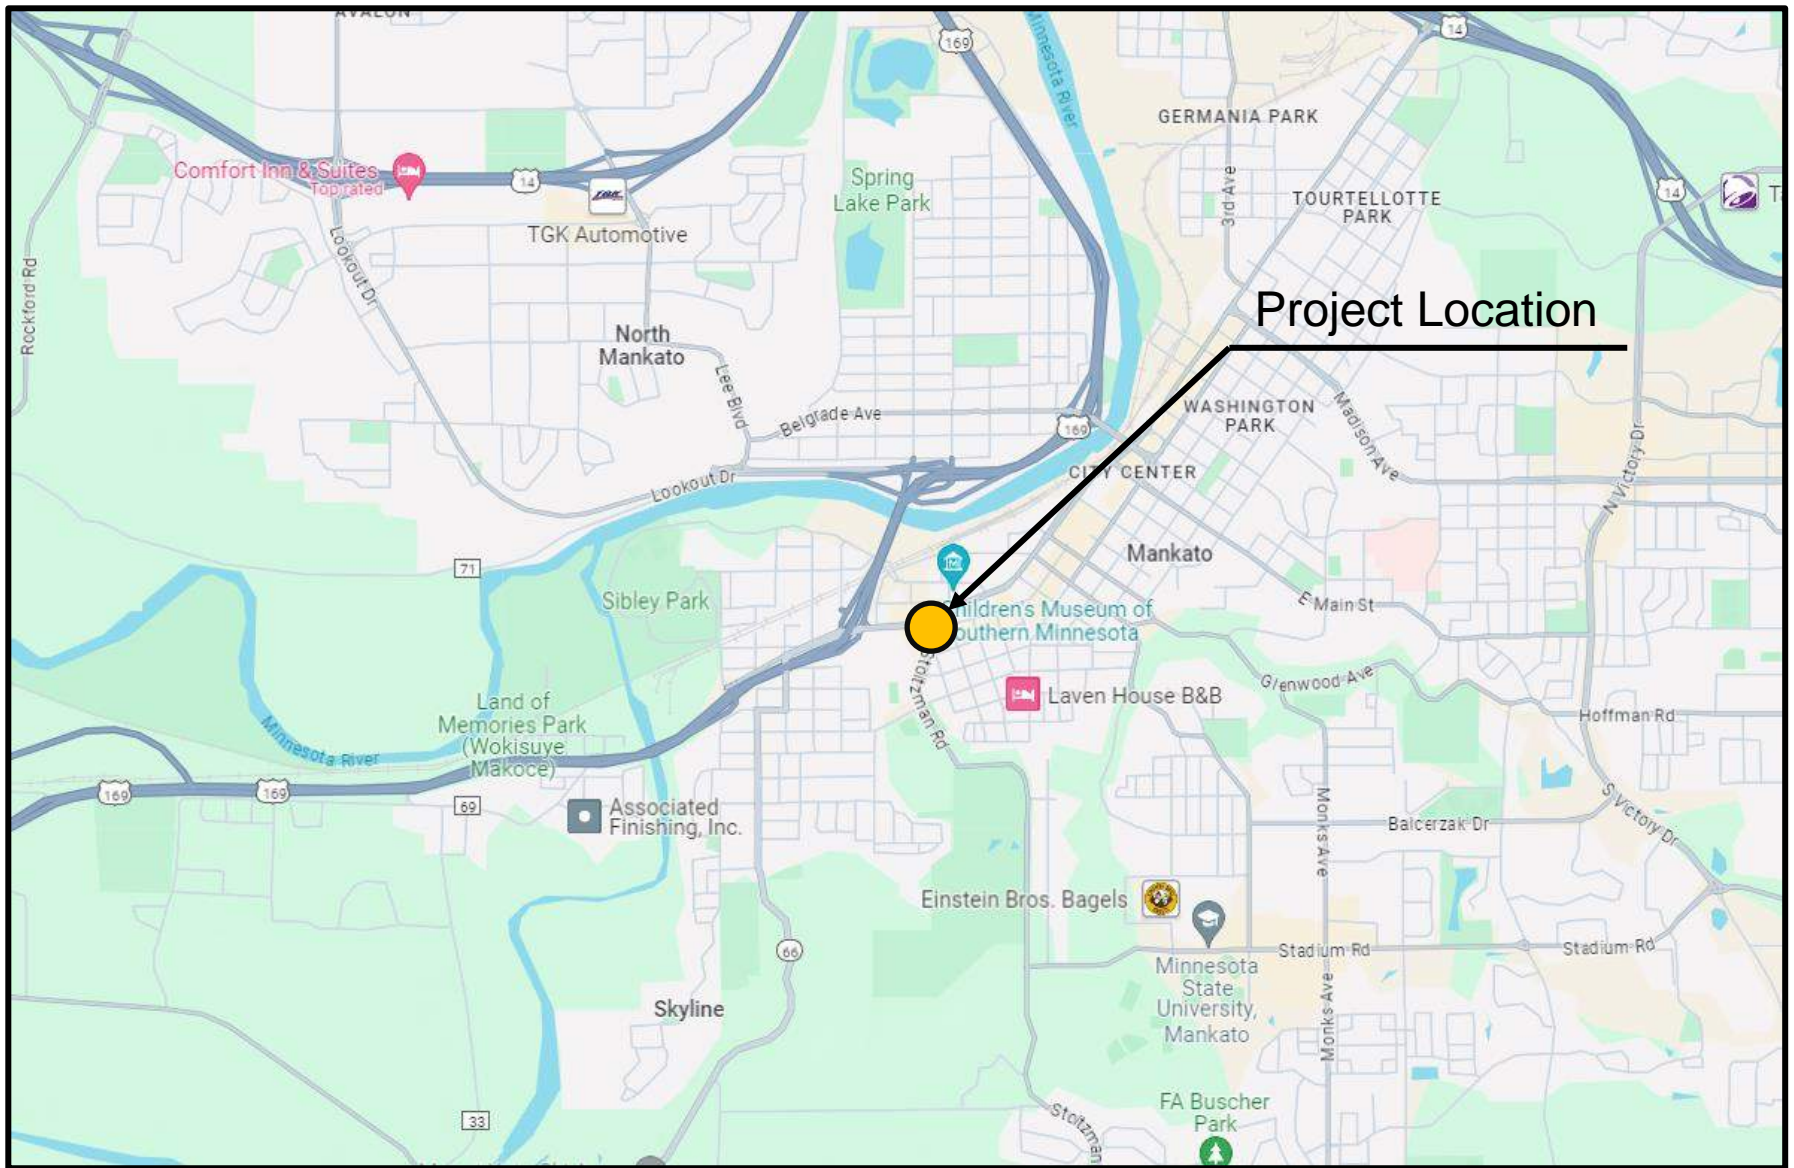 AVALON
169
14
Minnesota River
GERMANIA PARK
Comfort Inn & Suites
Top rated
14
TGK Automotive
Spring
Lake Park
3rd Ave
TOURTELLOTTE
PARK
14
Rockford Rd
Lookout Dr
Project Location
North
Mankato
Lee Blvd
Belgrade Ave
169
WASHINGTON
PARK
Madison Ave
N Victory Dr
CITY CENTER
Lookout Dr
71
Mankato
Sibley Park
Children's Museum of
Southern Minnesota
E Main St
Stoltzman Rd
Laven House B&B
Glenwood Ave
Hoffman Rd
Land of
Memories Park
(Wokisuye
Makoce)
Minnesota River
169
169
69
Associated
Finishing, Inc.
Monks Ave
Balcerzak Dr
S Victory Dr
Einstein Bros. Bagels
66
Stadium Rd
Stadium Rd
Minnesota
State
University,
Mankato
Monks Ave
Skyline
33
Stoltzman
FA Buscher
Park